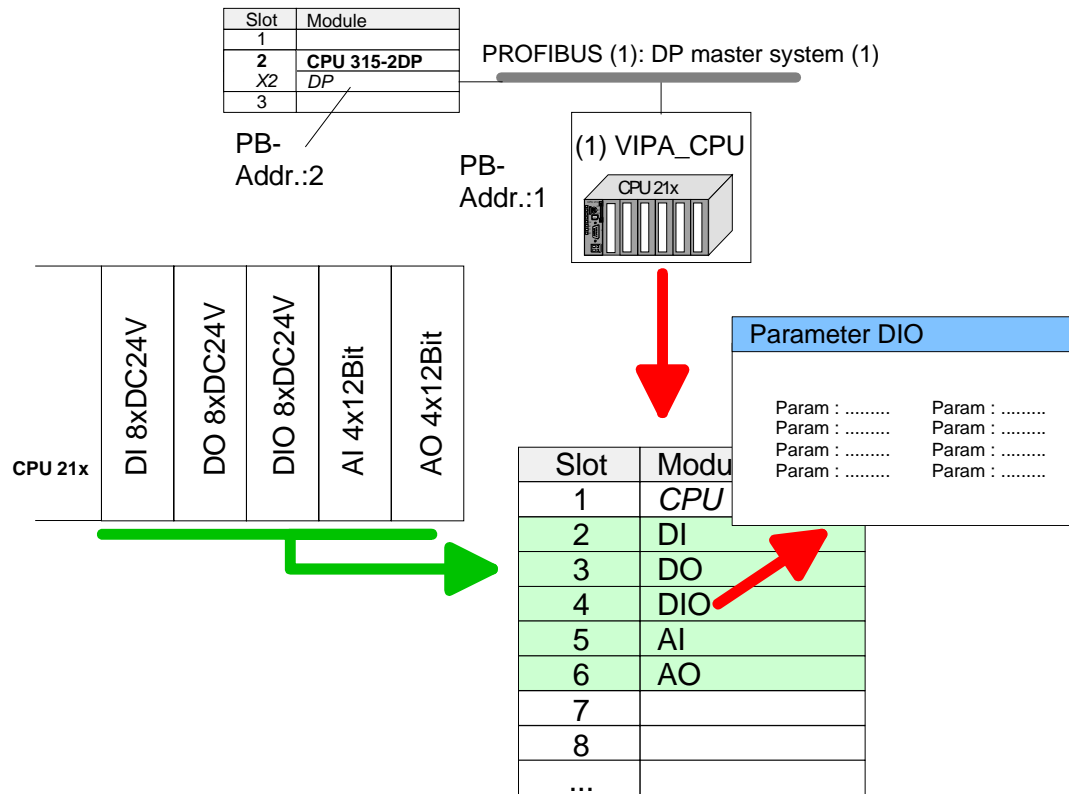 Slot Module
1
2 CPU 315-2DP
X2 DP
3
PROFIBUS (1): DP master system (1)
PB-
Addr.:2
PB-
Addr.:1
(1) VIPA_CPU
CPU 21x
CPU 21x
DI 8xDC24V
DO 8xDC24V
DIO 8xDC24V
AI 4x12Bit
AO 4x12Bit
Parameter DIO
Param : ......... Param : .........
Param : ......... Param : .........
Param : ......... Param : .........
Param : ......... Param : .........
Slot Modu
1 CPU
2 DI
3 DO
4 DIO
5 AI
6 AO
7
8
...